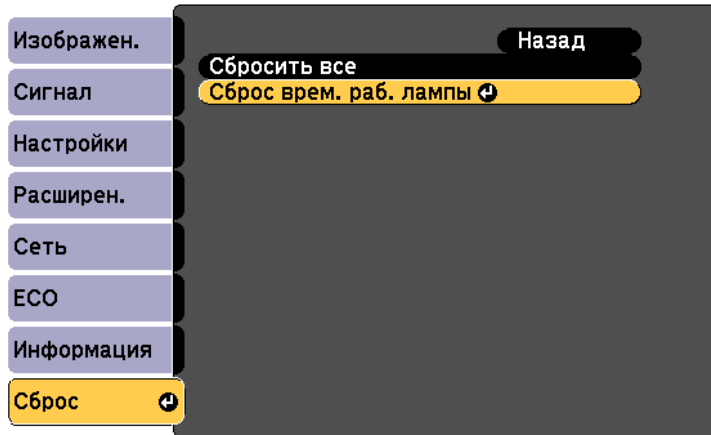 Изображен.
Сигнал
Настройки
Расширен.
Сеть
ECO
Информация
Сброс
Назад
Сбросить все
Сброс врем. раб. лампы